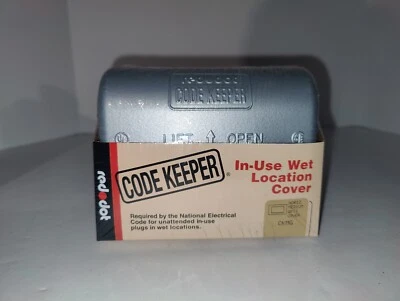 CODE KEEPER
LIFT OPEN
red dot
CODE KEEPER®
In-Use Wet
Location
Cover
Required by the National Electrical
Code for unattended in-use
plugs in wet locations.